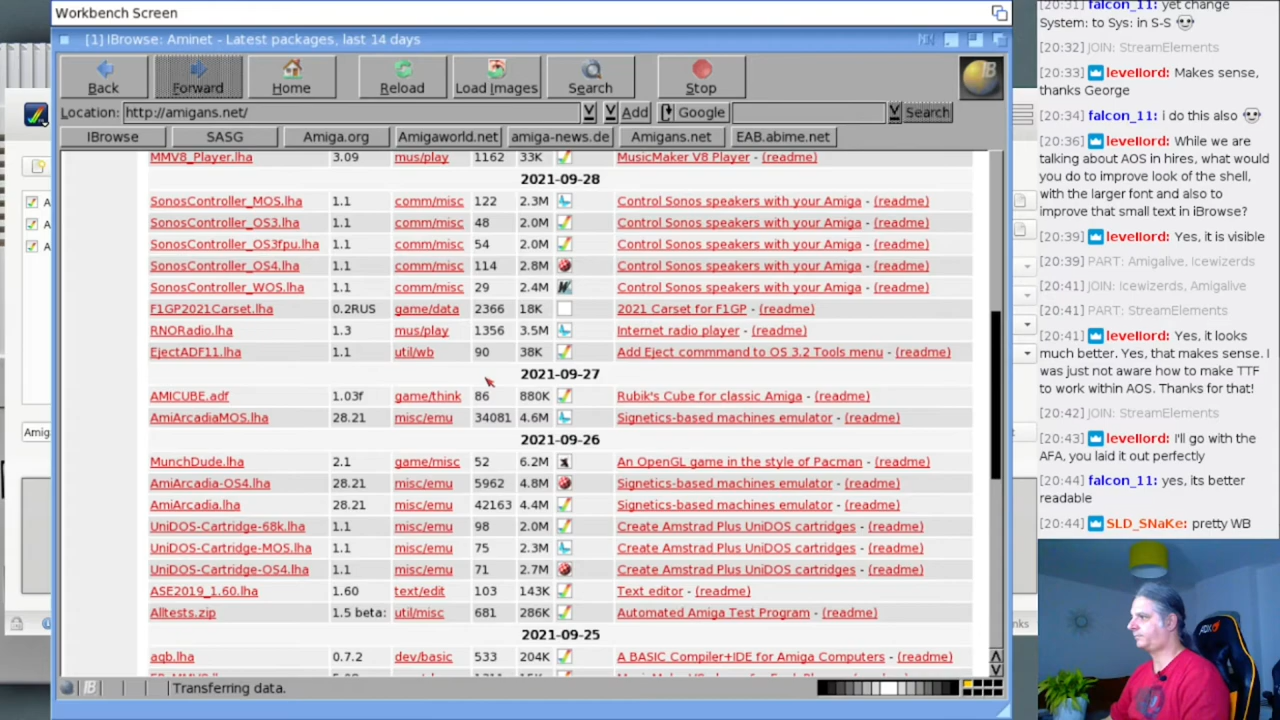 Workbench Screen
[1] IBrowse: Aminet - Latest packages, last 14 days
Back Forward Home Reload Load Images Search Stop
Location: http://amigans.net/ Add Google Search
IBrowse SASG Amiga.org Amigaworld.net amiga-news.de Amigans.net EAB.abime.net
MMV8_Player.lha 3.09 mus/play 1162 33K MusicMaker V8 Player - (readme)
2021-09-28
SonosController_MOS.lha 1.1 comm/misc 122 2.3M Control Sonos speakers with your Amiga - (readme)
SonosController_OS3.lha 1.1 comm/misc 48 2.0M Control Sonos speakers with your Amiga - (readme)
SonosController_OS3fpu.lha 1.1 comm/misc 54 2.0M Control Sonos speakers with your Amiga - (readme)
SonosController_OS4.lha 1.1 comm/misc 114 2.8M Control Sonos speakers with your Amiga - (readme)
SonosController_WOS.lha 1.1 comm/misc 29 2.4M Control Sonos speakers with your Amiga - (readme)
F1GP2021Carset.lha 0.2RUS game/data 2366 18K 2021 Carset for F1GP - (readme)
RNORadio.lha 1.3 mus/play 1356 3.5M Internet radio player - (readme)
EjectADF11.lha 1.1 util/wb 90 38K Add Eject commmand to OS 3.2 Tools menu - (readme)
2021-09-27
AMICUBE.adf 1.03f game/think 86 880K Rubik's Cube for classic Amiga - (readme)
AmiArcadiaMOS.lha 28.21 misc/emu 34081 4.6M Signetics-based machines emulator - (readme)
2021-09-26
MunchDude.lha 2.1 game/misc 52 6.2M An OpenGL game in the style of Pacman - (readme)
AmiArcadia-OS4.lha 28.21 misc/emu 5962 4.8M Signetics-based machines emulator - (readme)
AmiArcadia.lha 28.21 misc/emu 42163 4.4M Signetics-based machines emulator - (readme)
UniDOS-Cartridge-68k.lha 1.1 misc/emu 98 2.0M Create Amstrad Plus UniDOS cartridges - (readme)
UniDOS-Cartridge-MOS.lha 1.1 misc/emu 75 2.3M Create Amstrad Plus UniDOS cartridges - (readme)
UniDOS-Cartridge-OS4.lha 1.1 misc/emu 71 2.7M Create Amstrad Plus UniDOS cartridges - (readme)
ASE2019_1.60.lha 1.60 text/edit 103 143K Text editor - (readme)
Alltests.zip 1.5 beta: util/misc 681 286K Automated Amiga Test Program - (readme)
2021-09-25
aqb.lha 0.7.2 dev/basic 533 204K A BASIC Compiler+IDE for Amiga Computers - (readme)
Transferring data.
[20:31] falcon_11: yet change
System: to Sys: in S-S
[20:32] JOIN: StreamElements
[20:33] levellord: Makes sense,
thanks George
[20:34] falcon_11: i do this also
[20:36] levellord: While we are
talking about AOS in hires, what would
you do to improve look of the shell,
with the larger font and also to
improve that small text in iBrowse?
[20:39] levellord: Yes, it is visible
[20:39] PART: Amigalive, Icewizerds
[20:41] JOIN: Icewizerds, Amigalive
[20:41] PART: StreamElements
[20:41] levellord: Yes, it looks
much better. Yes, that makes sense. I
was just not aware how to make TTF
to work within AOS. Thanks for that!
[20:42] JOIN: StreamElements
[20:43] levellord: I'll go with the
AFA, you laid it out perfectly
[20:44] falcon_11: yes, its better
readable
[20:44] SLD_SNaKe: pretty WB